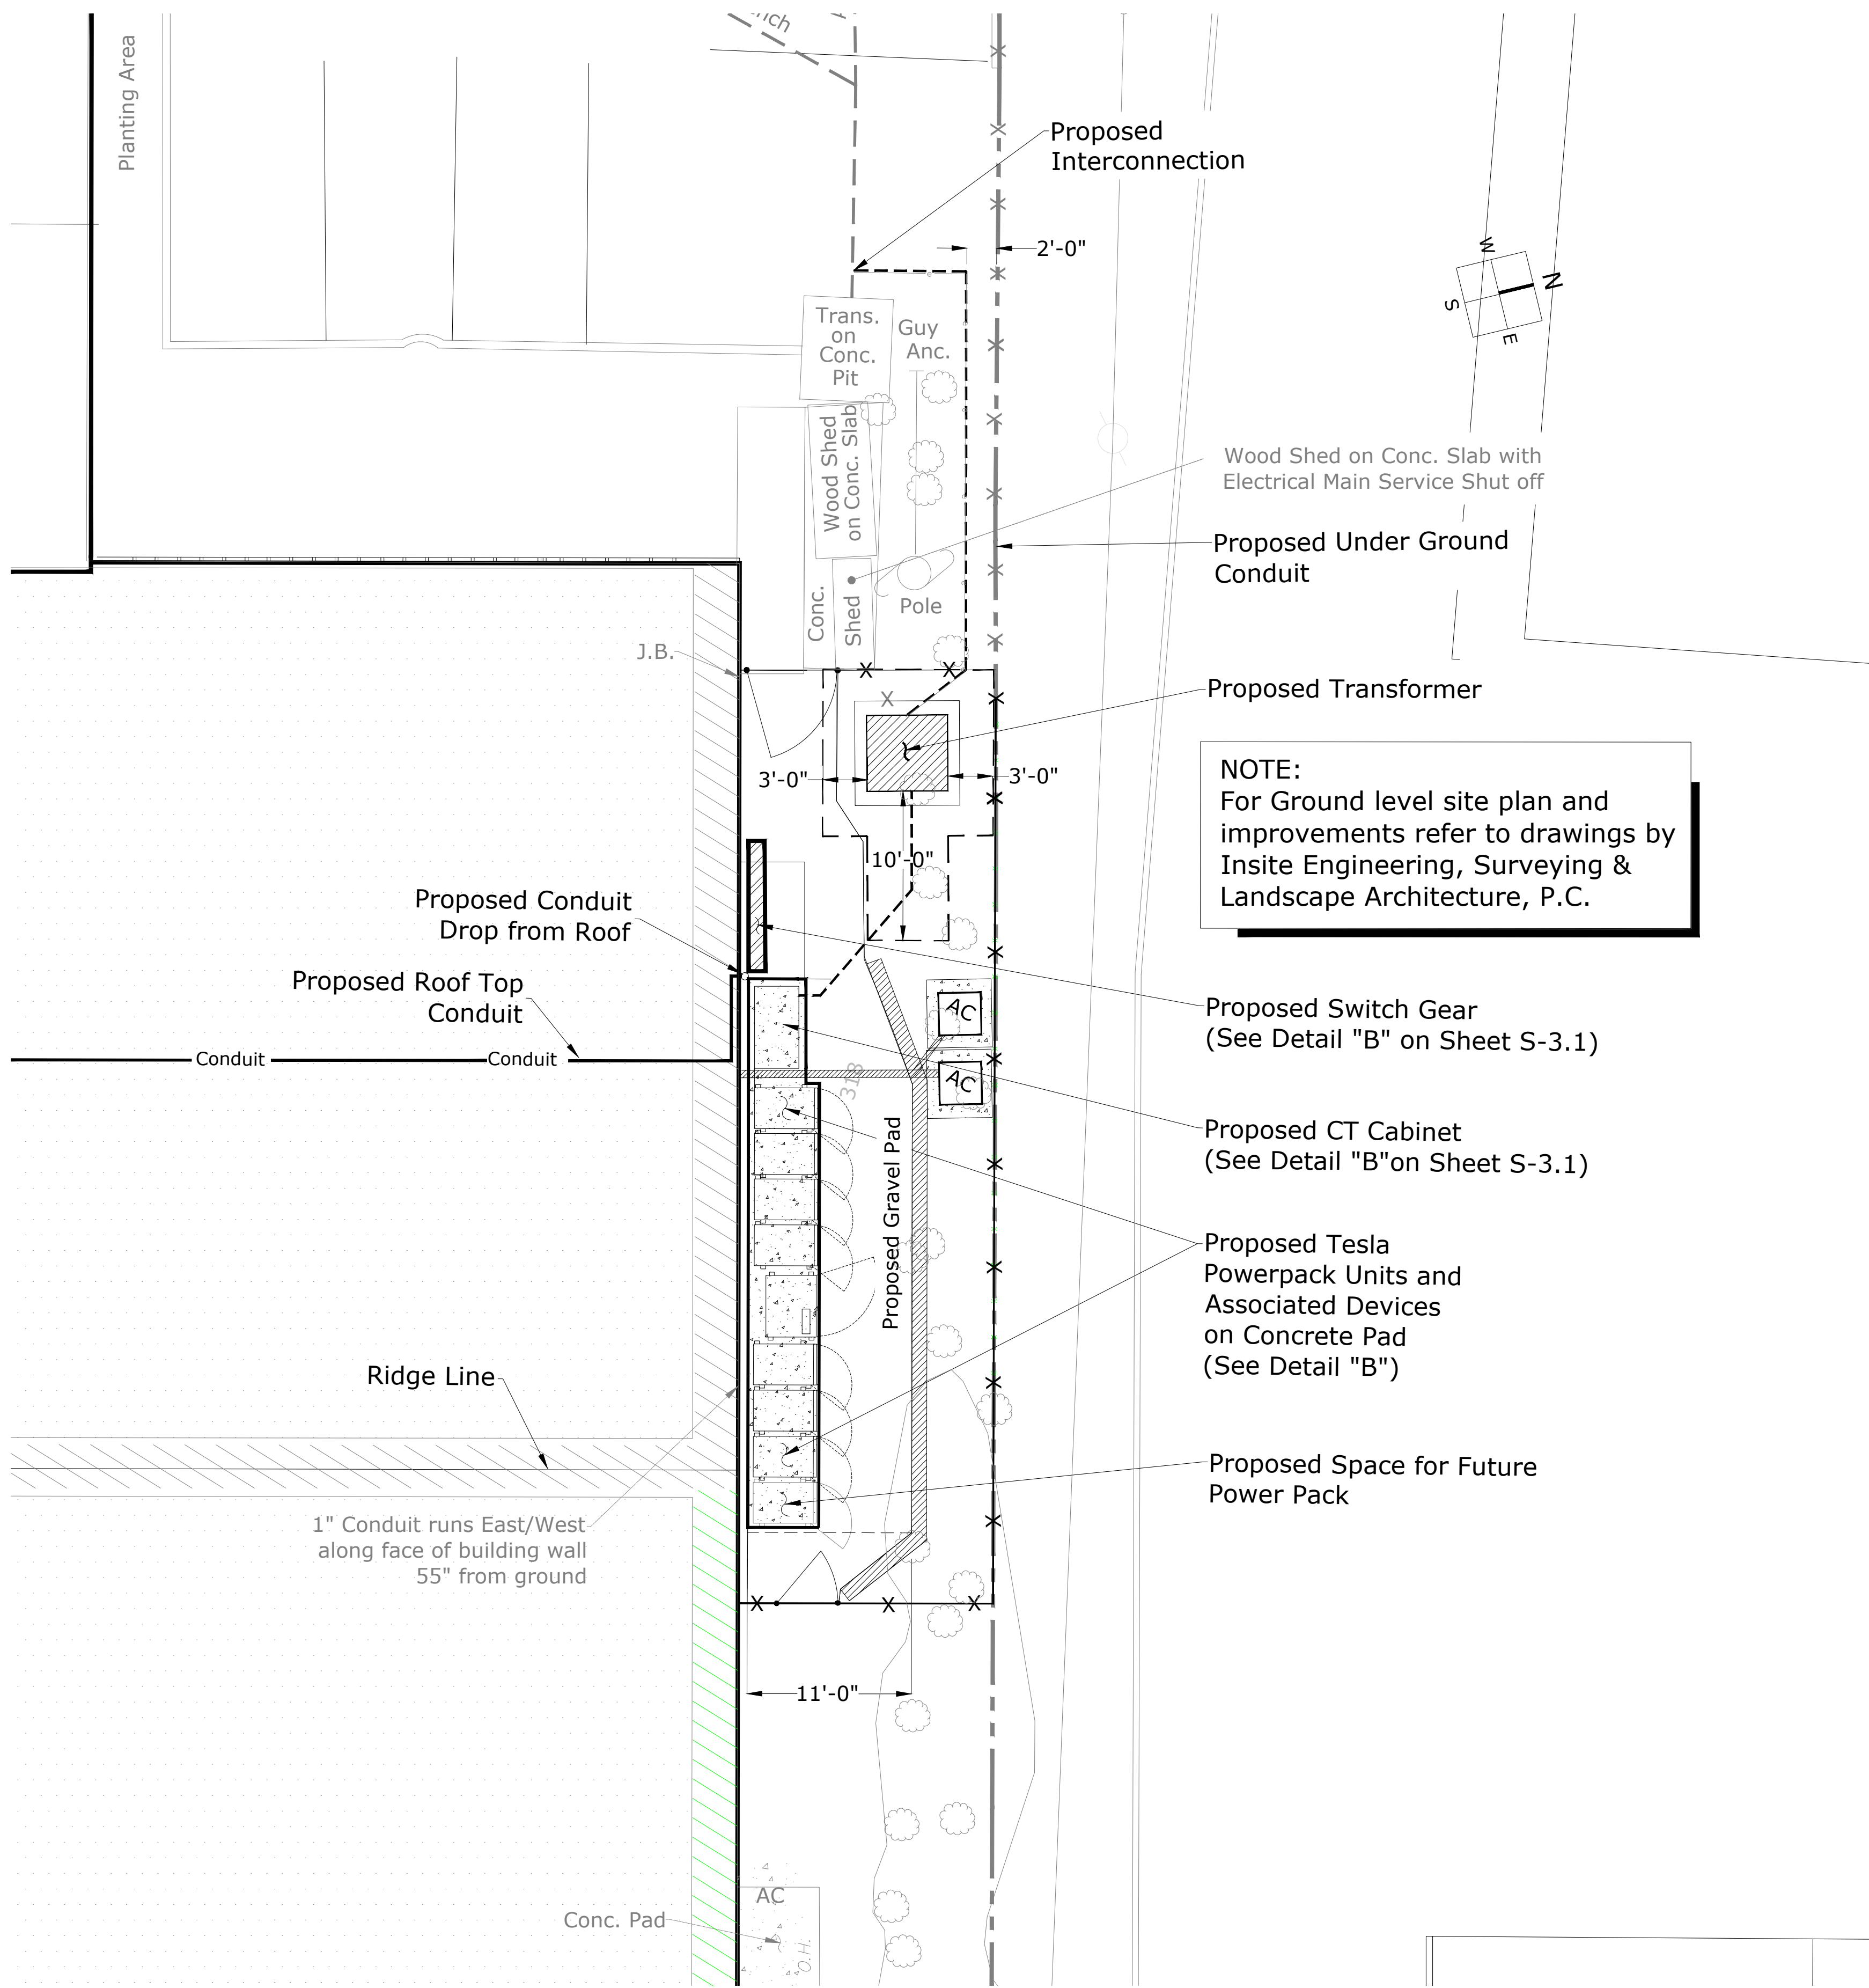 Planting Area
Proposed
Interconnection
2'-0"
W
N
S
E
Trans.
on
Conc.
Pit
Guy
Anc.
Wood Shed
on Conc. Slab
Wood Shed on Conc. Slab with
Electrical Main Service Shut off
Proposed Under Ground
Conduit
Conc.
Shed
Pole
J.B.
X X
X
Proposed Transformer
3'-0"
3'-0"
NOTE:
For Ground level site plan and
improvements refer to drawings by
Insite Engineering, Surveying &
Landscape Architecture, P.C.
10'-0"
Proposed Conduit
Drop from Roof
Proposed Roof Top
Conduit
Conduit
Conduit
AC
AC
318
Proposed Switch Gear
(See Detail "B" on Sheet S-3.1)
Proposed CT Cabinet
(See Detail "B"on Sheet S-3.1)
Proposed Gravel Pad
Proposed Tesla
Powerpack Units and
Associated Devices
on Concrete Pad
(See Detail "B")
Ridge Line
Proposed Space for Future
Power Pack
1" Conduit runs East/West
along face of building wall
55" from ground
X X X
11'-0"
AC
Conc. Pad
O.H.